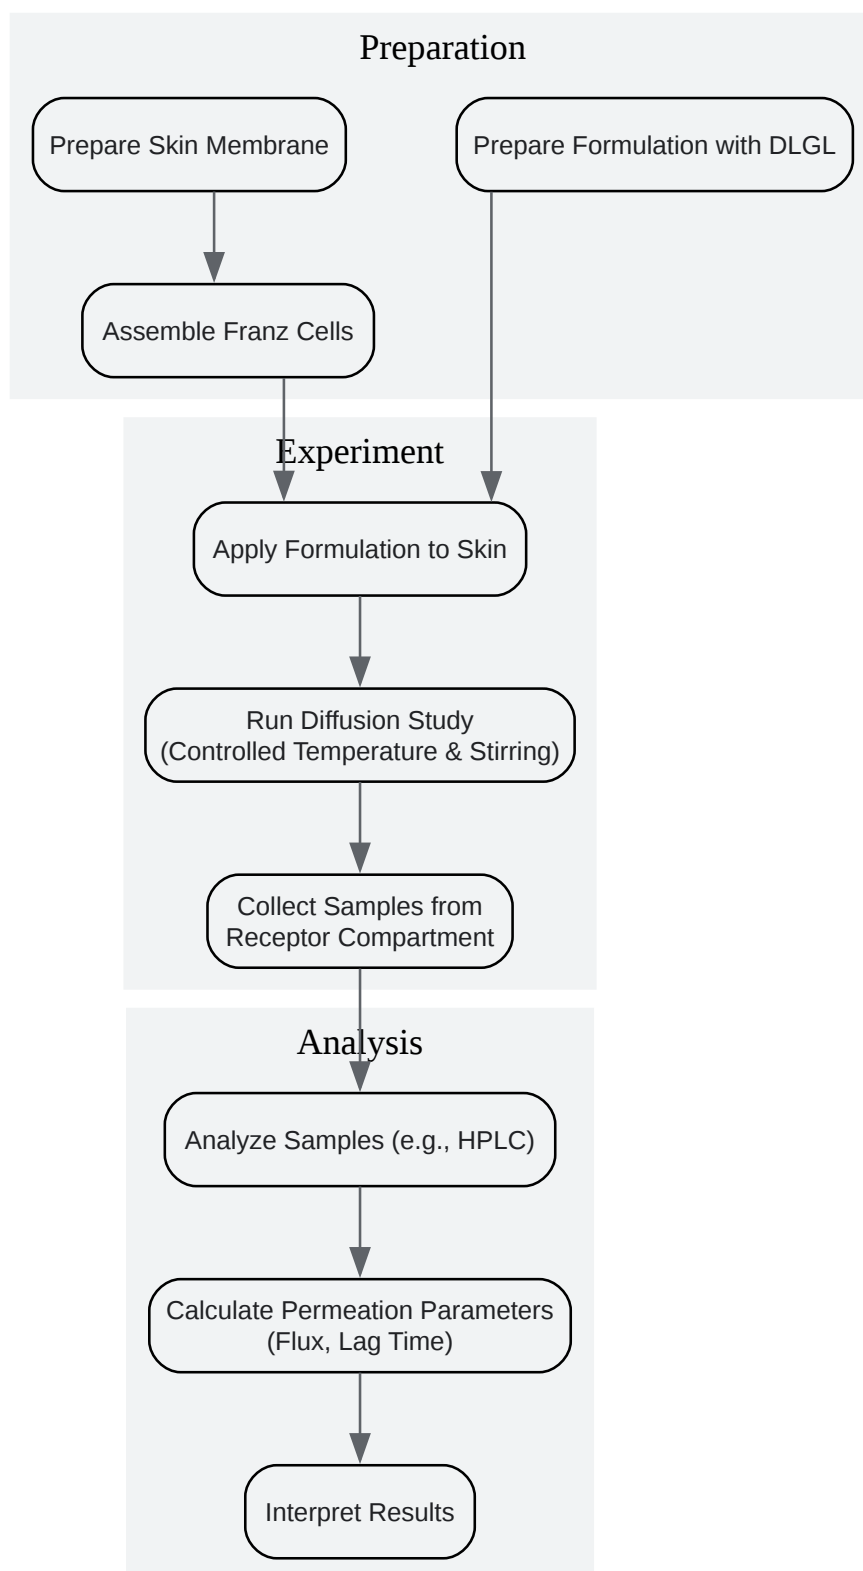 Preparation
Prepare Skin Membrane
Prepare Formulation with DLGL
Assemble Franz Cells
Experiment
Apply Formulation to Skin
Run Diffusion Study
(Controlled Temperature & Stirring)
Collect Samples from
Receptor Compartment
Analysis
Analyze Samples (e.g., HPLC)
Calculate Permeation Parameters
(Flux, Lag Time)
Interpret Results